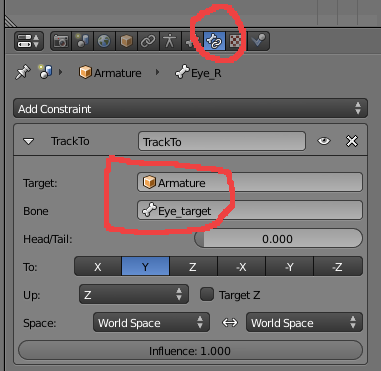 Armature Eye_R
Add Constraint
TrackTo TrackTo
Target: Armature
Bone Eye_target
Head/Tail: 0.000
To: X Y Z -X -Y -Z
Up: Z Target Z
Space: World Space World Space
Influence: 1.000